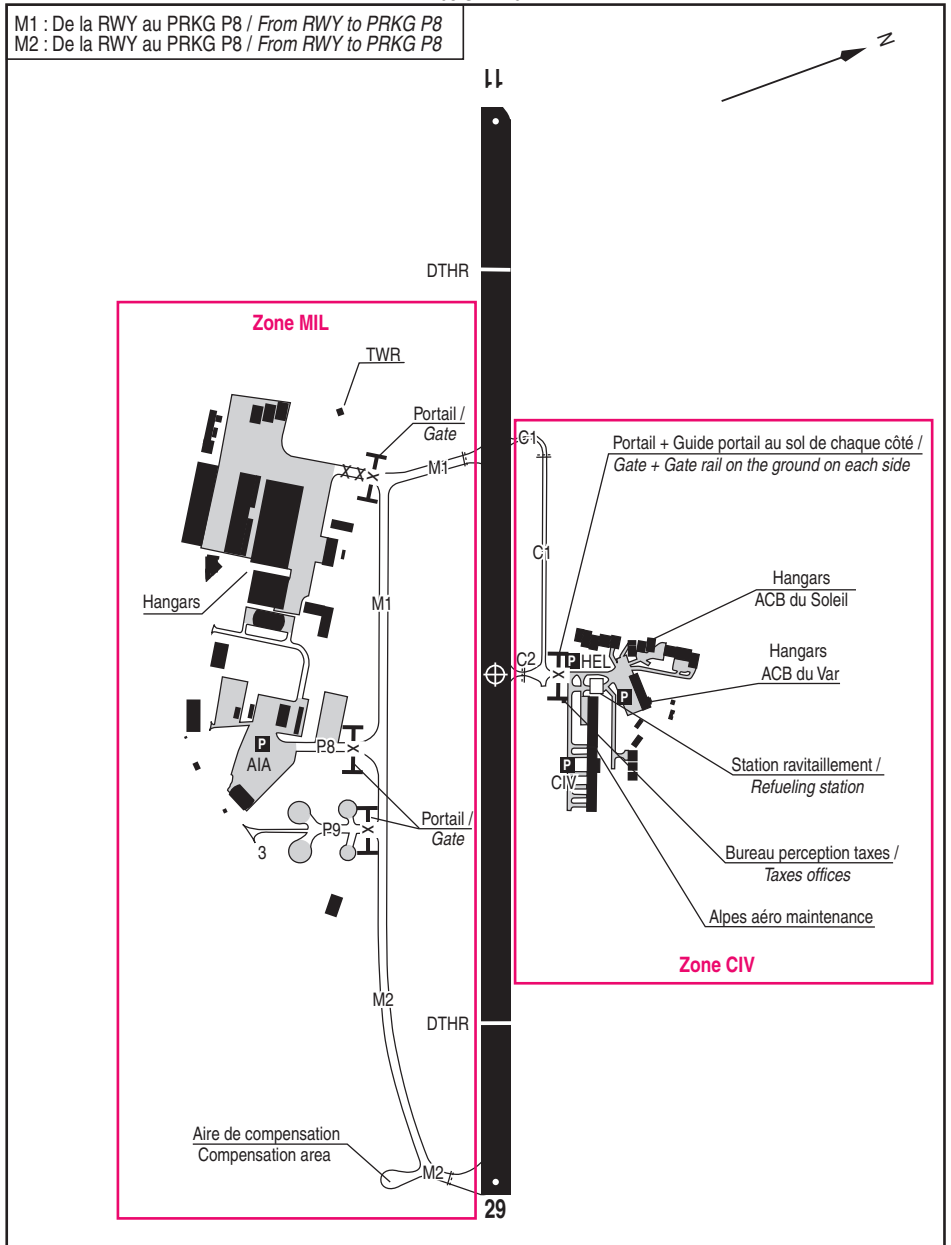 M1 : De la RWY au PRKG P8 / From RWY to PRKG P8
M2 : De la RWY au PRKG P8 / From RWY to PRKG P8
N
11
DTHR
Zone MIL
TWR
Portail /
Gate
M1
C1
Portail + Guide portail au sol de chaque côté /
Gate + Gate rail on the ground on each side
C1
Hangars
ACB du Soleil
Hangars
M1
C2
P HEL
Hangars
ACB du Var
P
P8
P
AIA
P
CIV
Station ravitaillement /
Refueling station
Portail /
Gate
P9
3
Bureau perception taxes /
Taxes offices
Alpes aéro maintenance
Zone CIV
M2
DTHR
Aire de compensation
Compensation area
M2
29